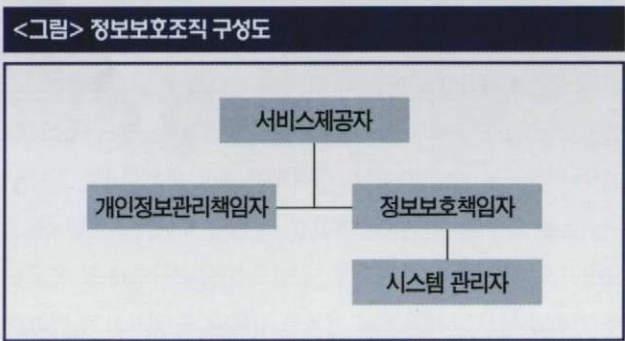 <그림> 정보보호조직 구성도
서비스제공자
개인정보관리책임자
정보보호책임자
시스템 관리자